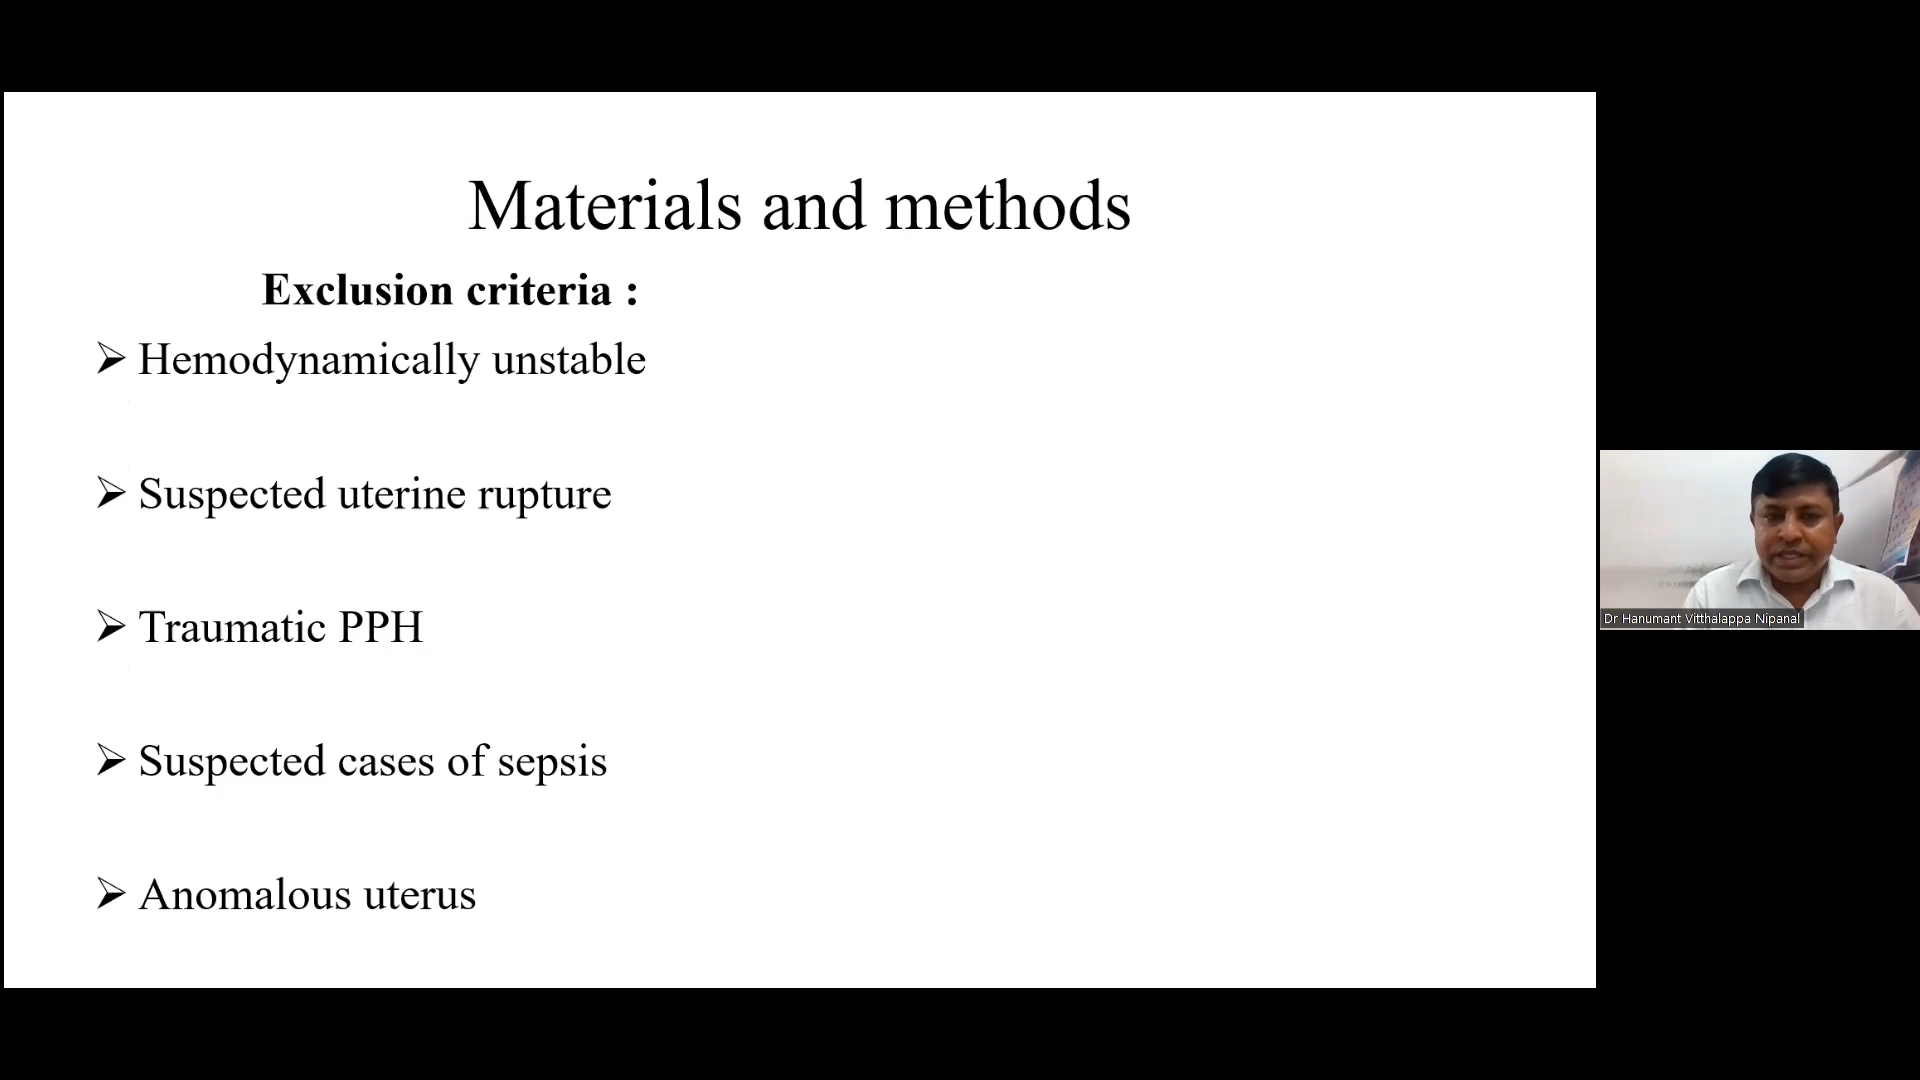 Materials and methods
Exclusion criteria :
➢ Hemodynamically unstable
➢ Suspected uterine rupture
➢ Traumatic PPH
➢ Suspected cases of sepsis
➢ Anomalous uterus
Dr Hanumant Vitthalappa Nipanal